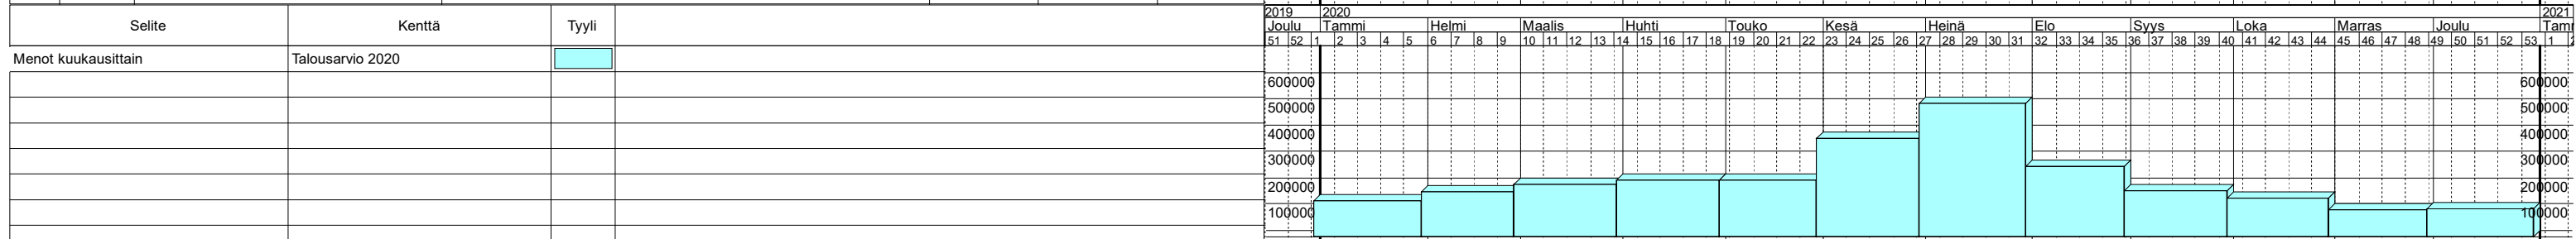 2019 2020 2021
Selite Kenttä Tyyli Joulu Tammi Helmi Maalis Huhti Touko Kesä Heinä Elo Syys Loka Marras Joulu Tamm
51 52 1 2 3 4 5 6 7 8 9 10 11 12 13 14 15 16 17 18 19 20 21 22 23 24 25 26 27 28 29 30 31 32 33 34 35 36 37 38 39 40 41 42 43 44 45 46 47 48 49 50 51 52 53 1
Menot kuukausittain Talousarvio 2020
600000 600000
500000 500000
400000 400000
300000 300000
200000 200000
100000 100000